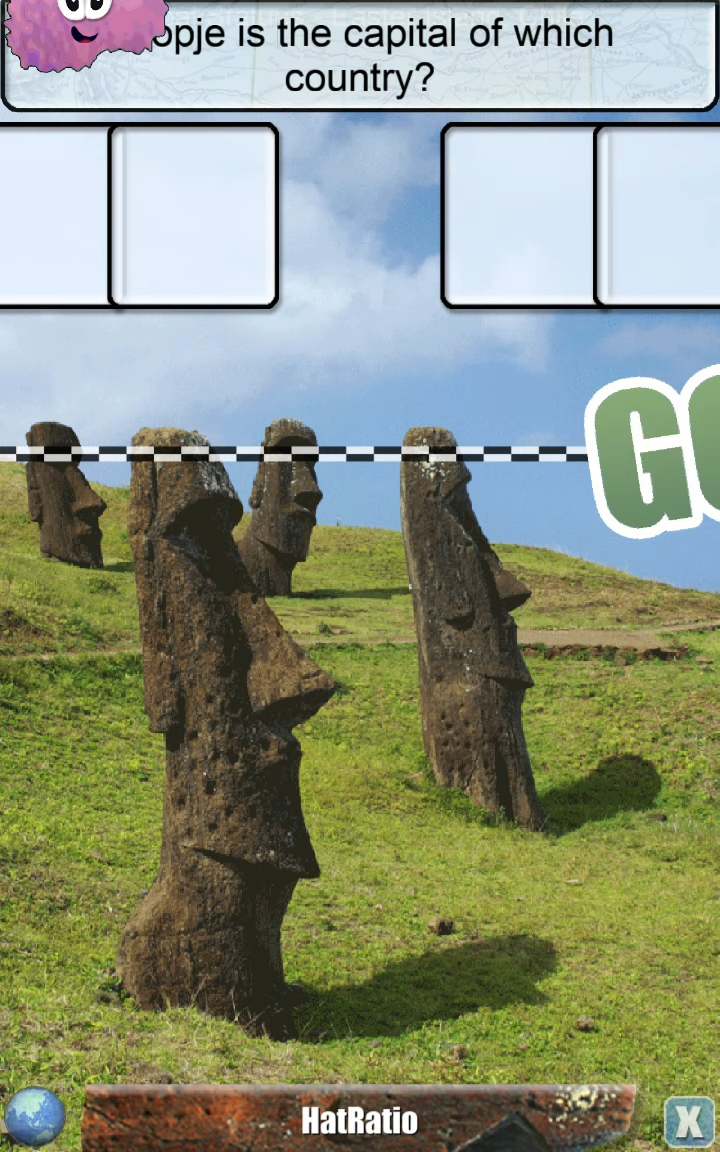 opje is the capital of which
country?
GO
HatRatio
X